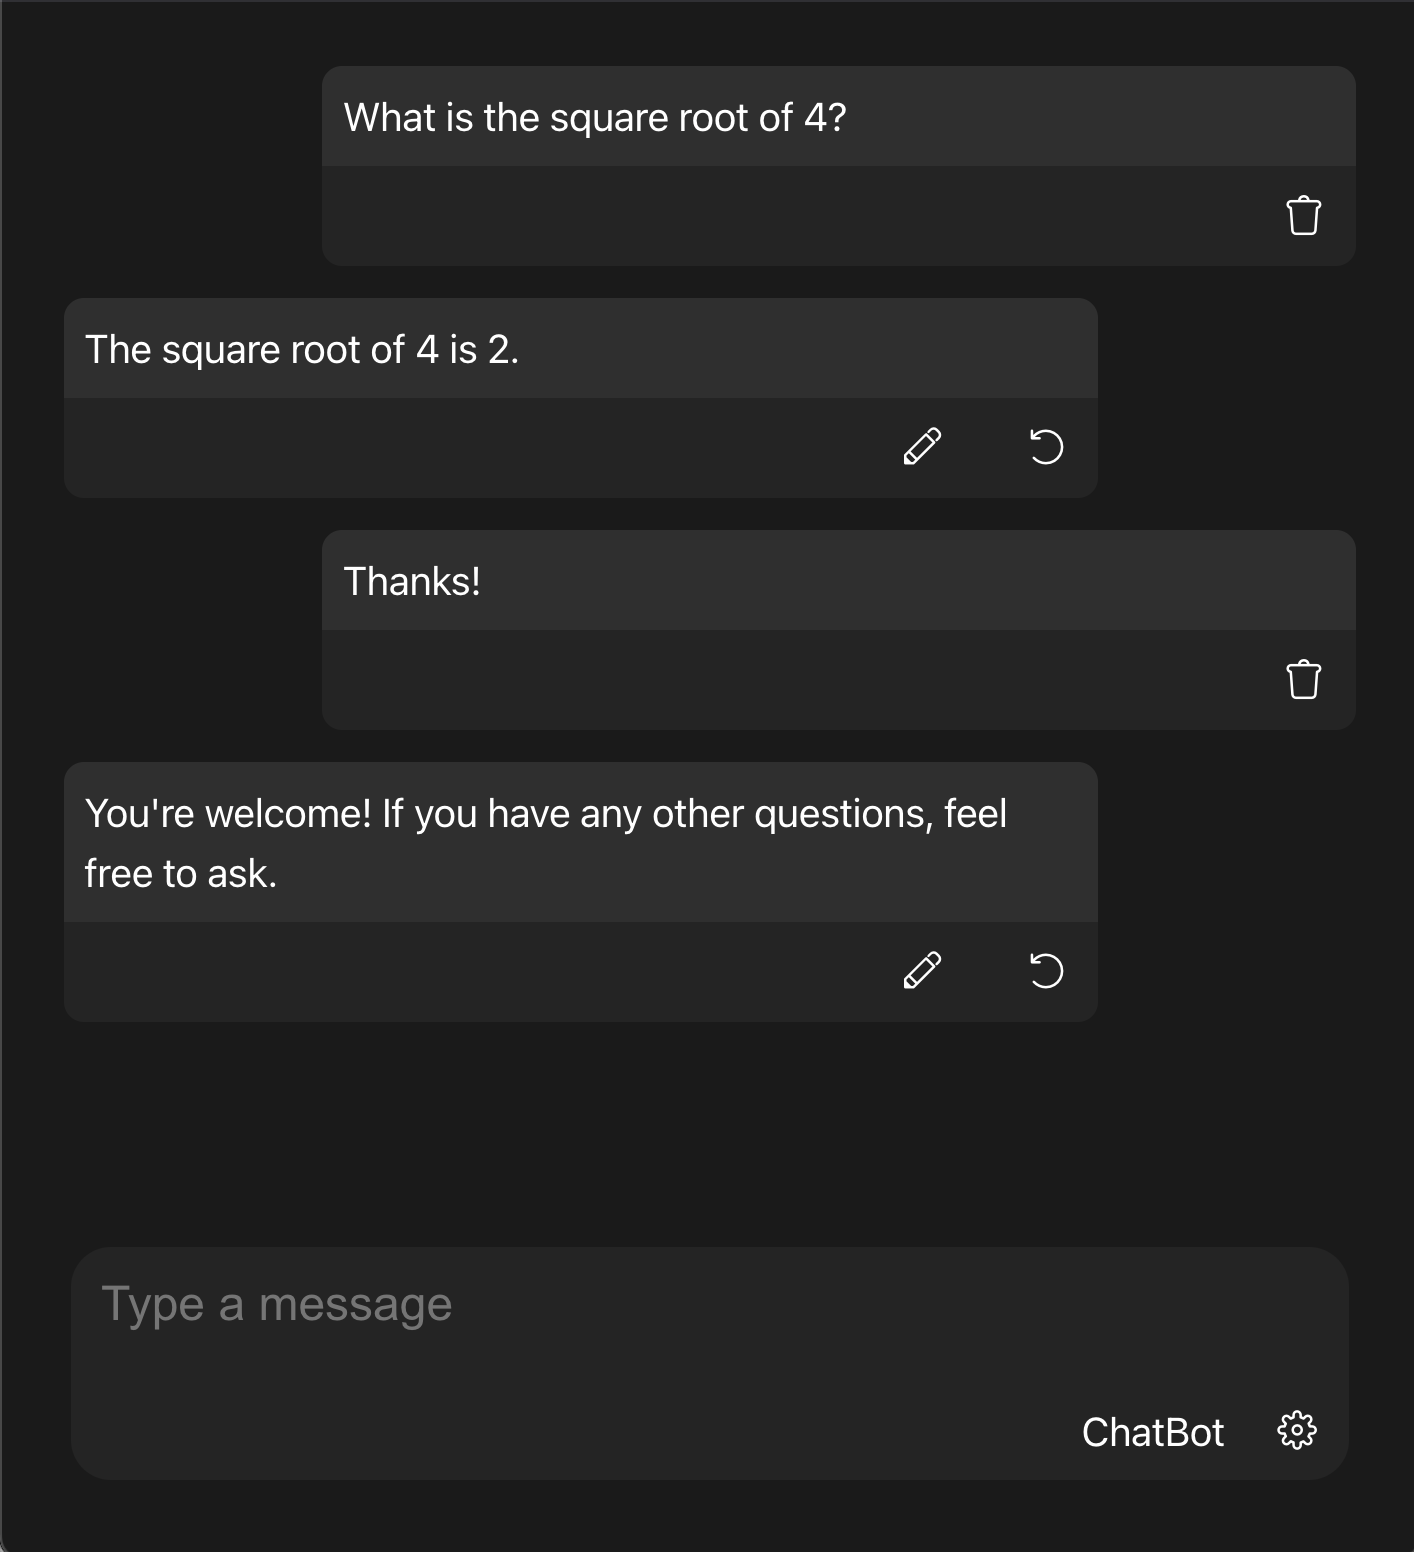 What is the square root of 4?
The square root of 4 is 2.
Thanks!
You're welcome! If you have any other questions, feel
free to ask.
Type a message
ChatBot